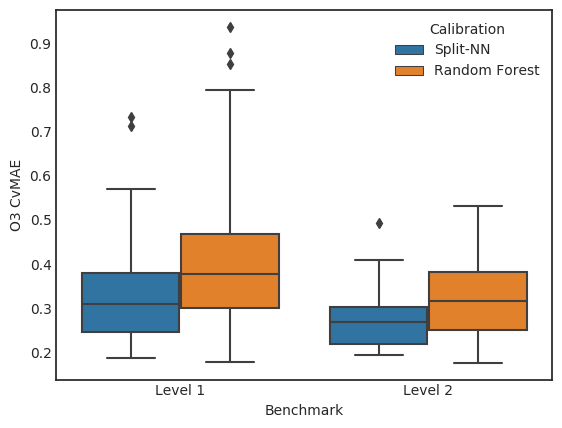 Calibration
Split-NN
Random Forest
O3 CvMAE
0.9
0.8
0.7
0.6
0.5
0.4
0.3
0.2
Level 1 Level 2
Benchmark